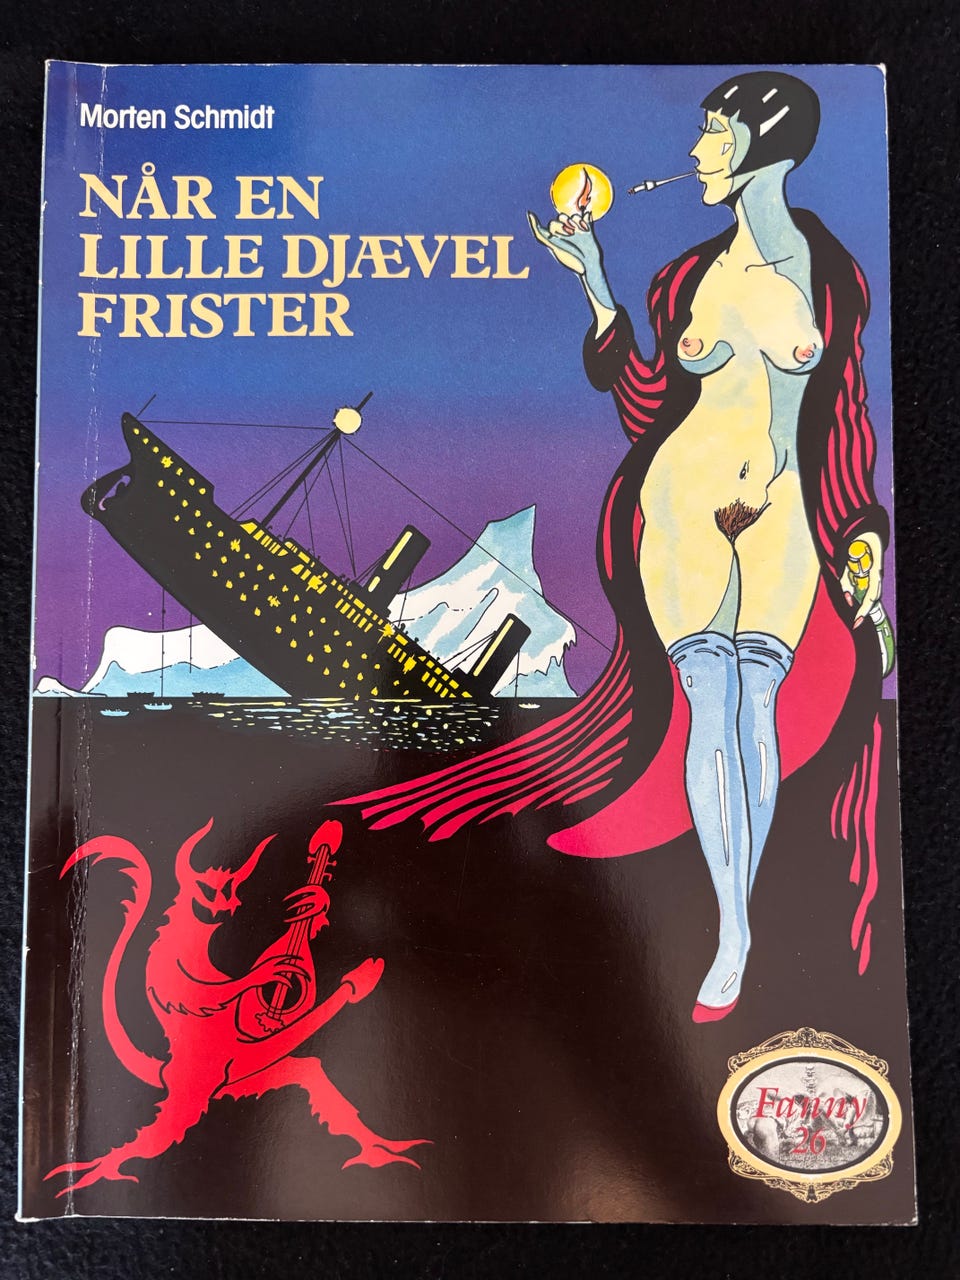 Morten Schmidt
NÅR EN
LILLE DJÆVEL
FRISTER
Fanny
26